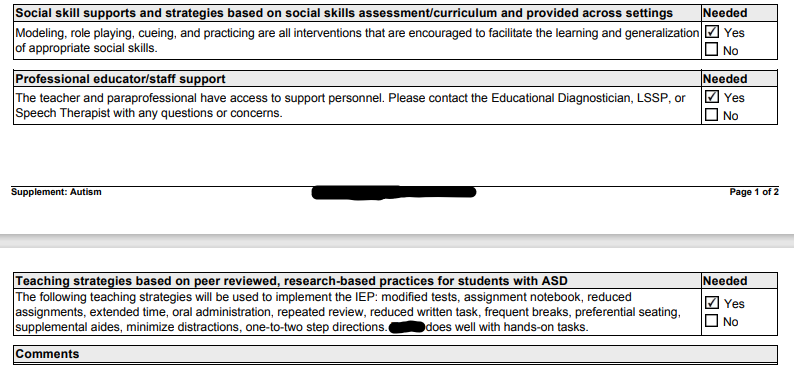 Social skill supports and strategies based on social skills assessment/curriculum and provided across settings Needed
Modeling, role playing, cueing, and practicing are all interventions that are encouraged to facilitate the learning and generalization Yes
of appropriate social skills. No
Professional educator/staff support Needed
The teacher and paraprofessional have access to support personnel. Please contact the Educational Diagnostician, LSSP, or Yes
Speech Therapist with any questions or concerns. No
Supplement: Autism Page 1 of 2
Teaching strategies based on peer reviewed, research-based practices for students with ASD Needed
The following teaching strategies will be used to implement the IEP: modified tests, assignment notebook, reduced
assignments, extended time, oral administration, repeated review, reduced written task, frequent breaks, preferential seating, Yes
supplemental aides, minimize distractions, one-to-two step directions. does well with hands-on tasks. No
Comments